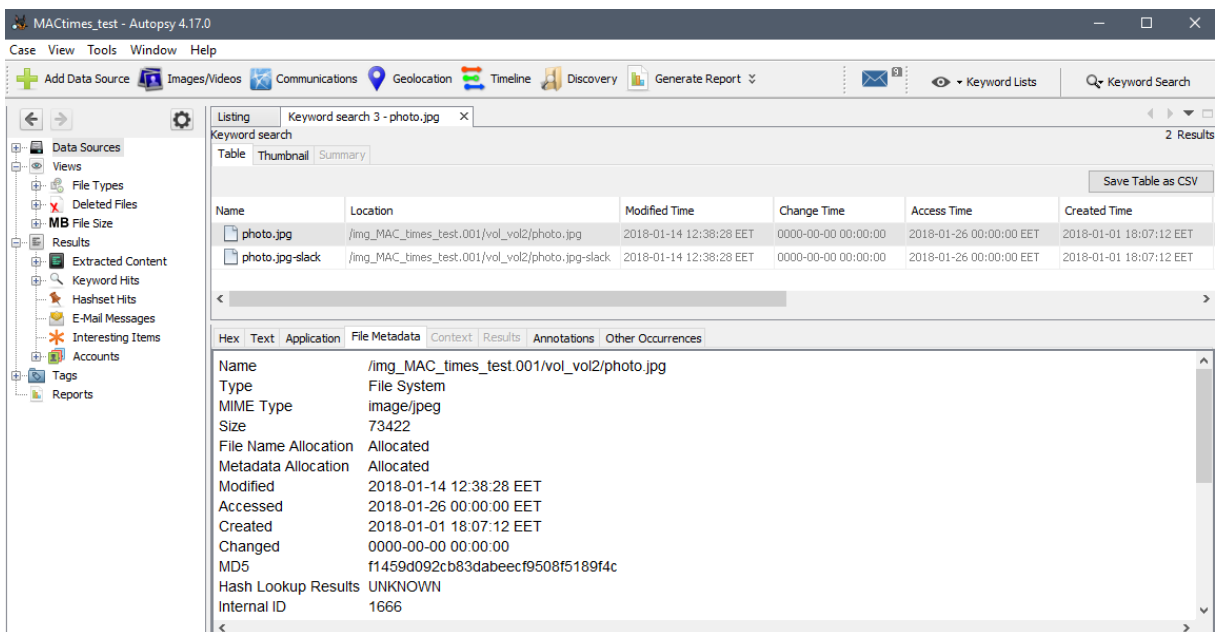 MACtimes_test - Autopsy 4.17.0
Case View Tools Window Help
Add Data Source Images/Videos Communications Geolocation Timeline Discovery Generate Report 9 Keyword Lists Keyword Search
Data Sources
Views
File Types
Deleted Files
MB File Size
Results
Extracted Content
Keyword Hits
Hashset Hits
E-Mail Messages
Interesting Items
Accounts
Tags
Reports
Listing Keyword search 3 - photo.jpg
Keyword search 2 Results
Table Thumbnail Summary
Save Table as CSV
Name Location Modified Time Change Time Access Time Created Time
photo.jpg /img_MAC_times_test.001/vol_vol2/photo.jpg 2018-01-14 12:38:28 EET 0000-00-00 00:00:00 2018-01-26 00:00:00 EET 2018-01-01 18:07:12 EET
photo.jpg-slack /img_MAC_times_test.001/vol_vol2/photo.jpg-slack 2018-01-14 12:38:28 EET 0000-00-00 00:00:00 2018-01-26 00:00:00 EET 2018-01-01 18:07:12 EET
Hex Text Application File Metadata Context Results Annotations Other Occurrences
Name /img_MAC_times_test.001/vol_vol2/photo.jpg
Type File System
MIME Type image/jpeg
Size 73422
File Name Allocation Allocated
Metadata Allocation Allocated
Modified 2018-01-14 12:38:28 EET
Accessed 2018-01-26 00:00:00 EET
Created 2018-01-01 18:07:12 EET
Changed 0000-00-00 00:00:00
MD5 f1459d092cb83dabeecf9508f5189f4c
Hash Lookup Results UNKNOWN
Internal ID 1666